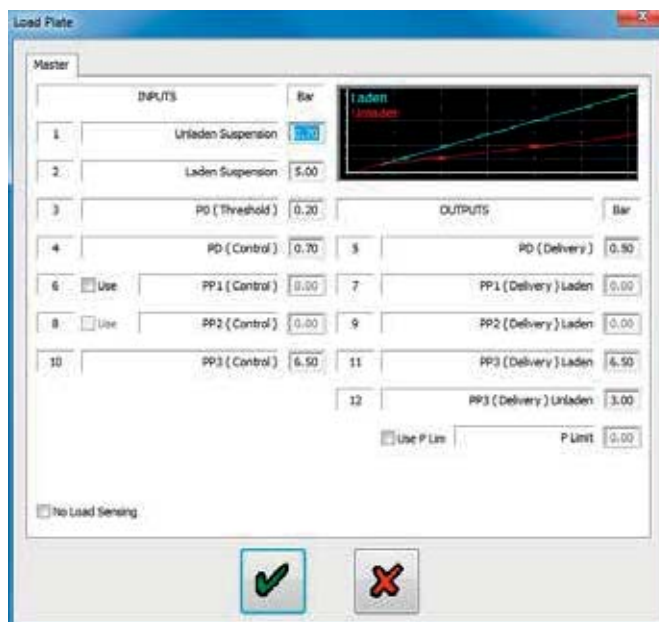 Load Plate
Master
INPUTS Bar
Laden
Unladen
1 Unladen Suspension 0.70
2 Laden Suspension 5.00
3 P0 ( Threshold ) 0.20 OUTPUTS Bar
4 PD ( Control ) 0.70 5 PD ( Delivery ) 0.50
6 Use PP1 ( Control ) 0.00 7 PP1 ( Delivery ) Laden 0.00
8 Use PP2 ( Control ) 0.00 9 PP2 ( Delivery ) Laden 0.00
10 PP3 ( Control ) 6.50 11 PP3 ( Delivery ) Laden 6.50
12 PP3 ( Delivery ) Unladen 3.00
Use P Lim P Limit 0.00
No Load Sensing